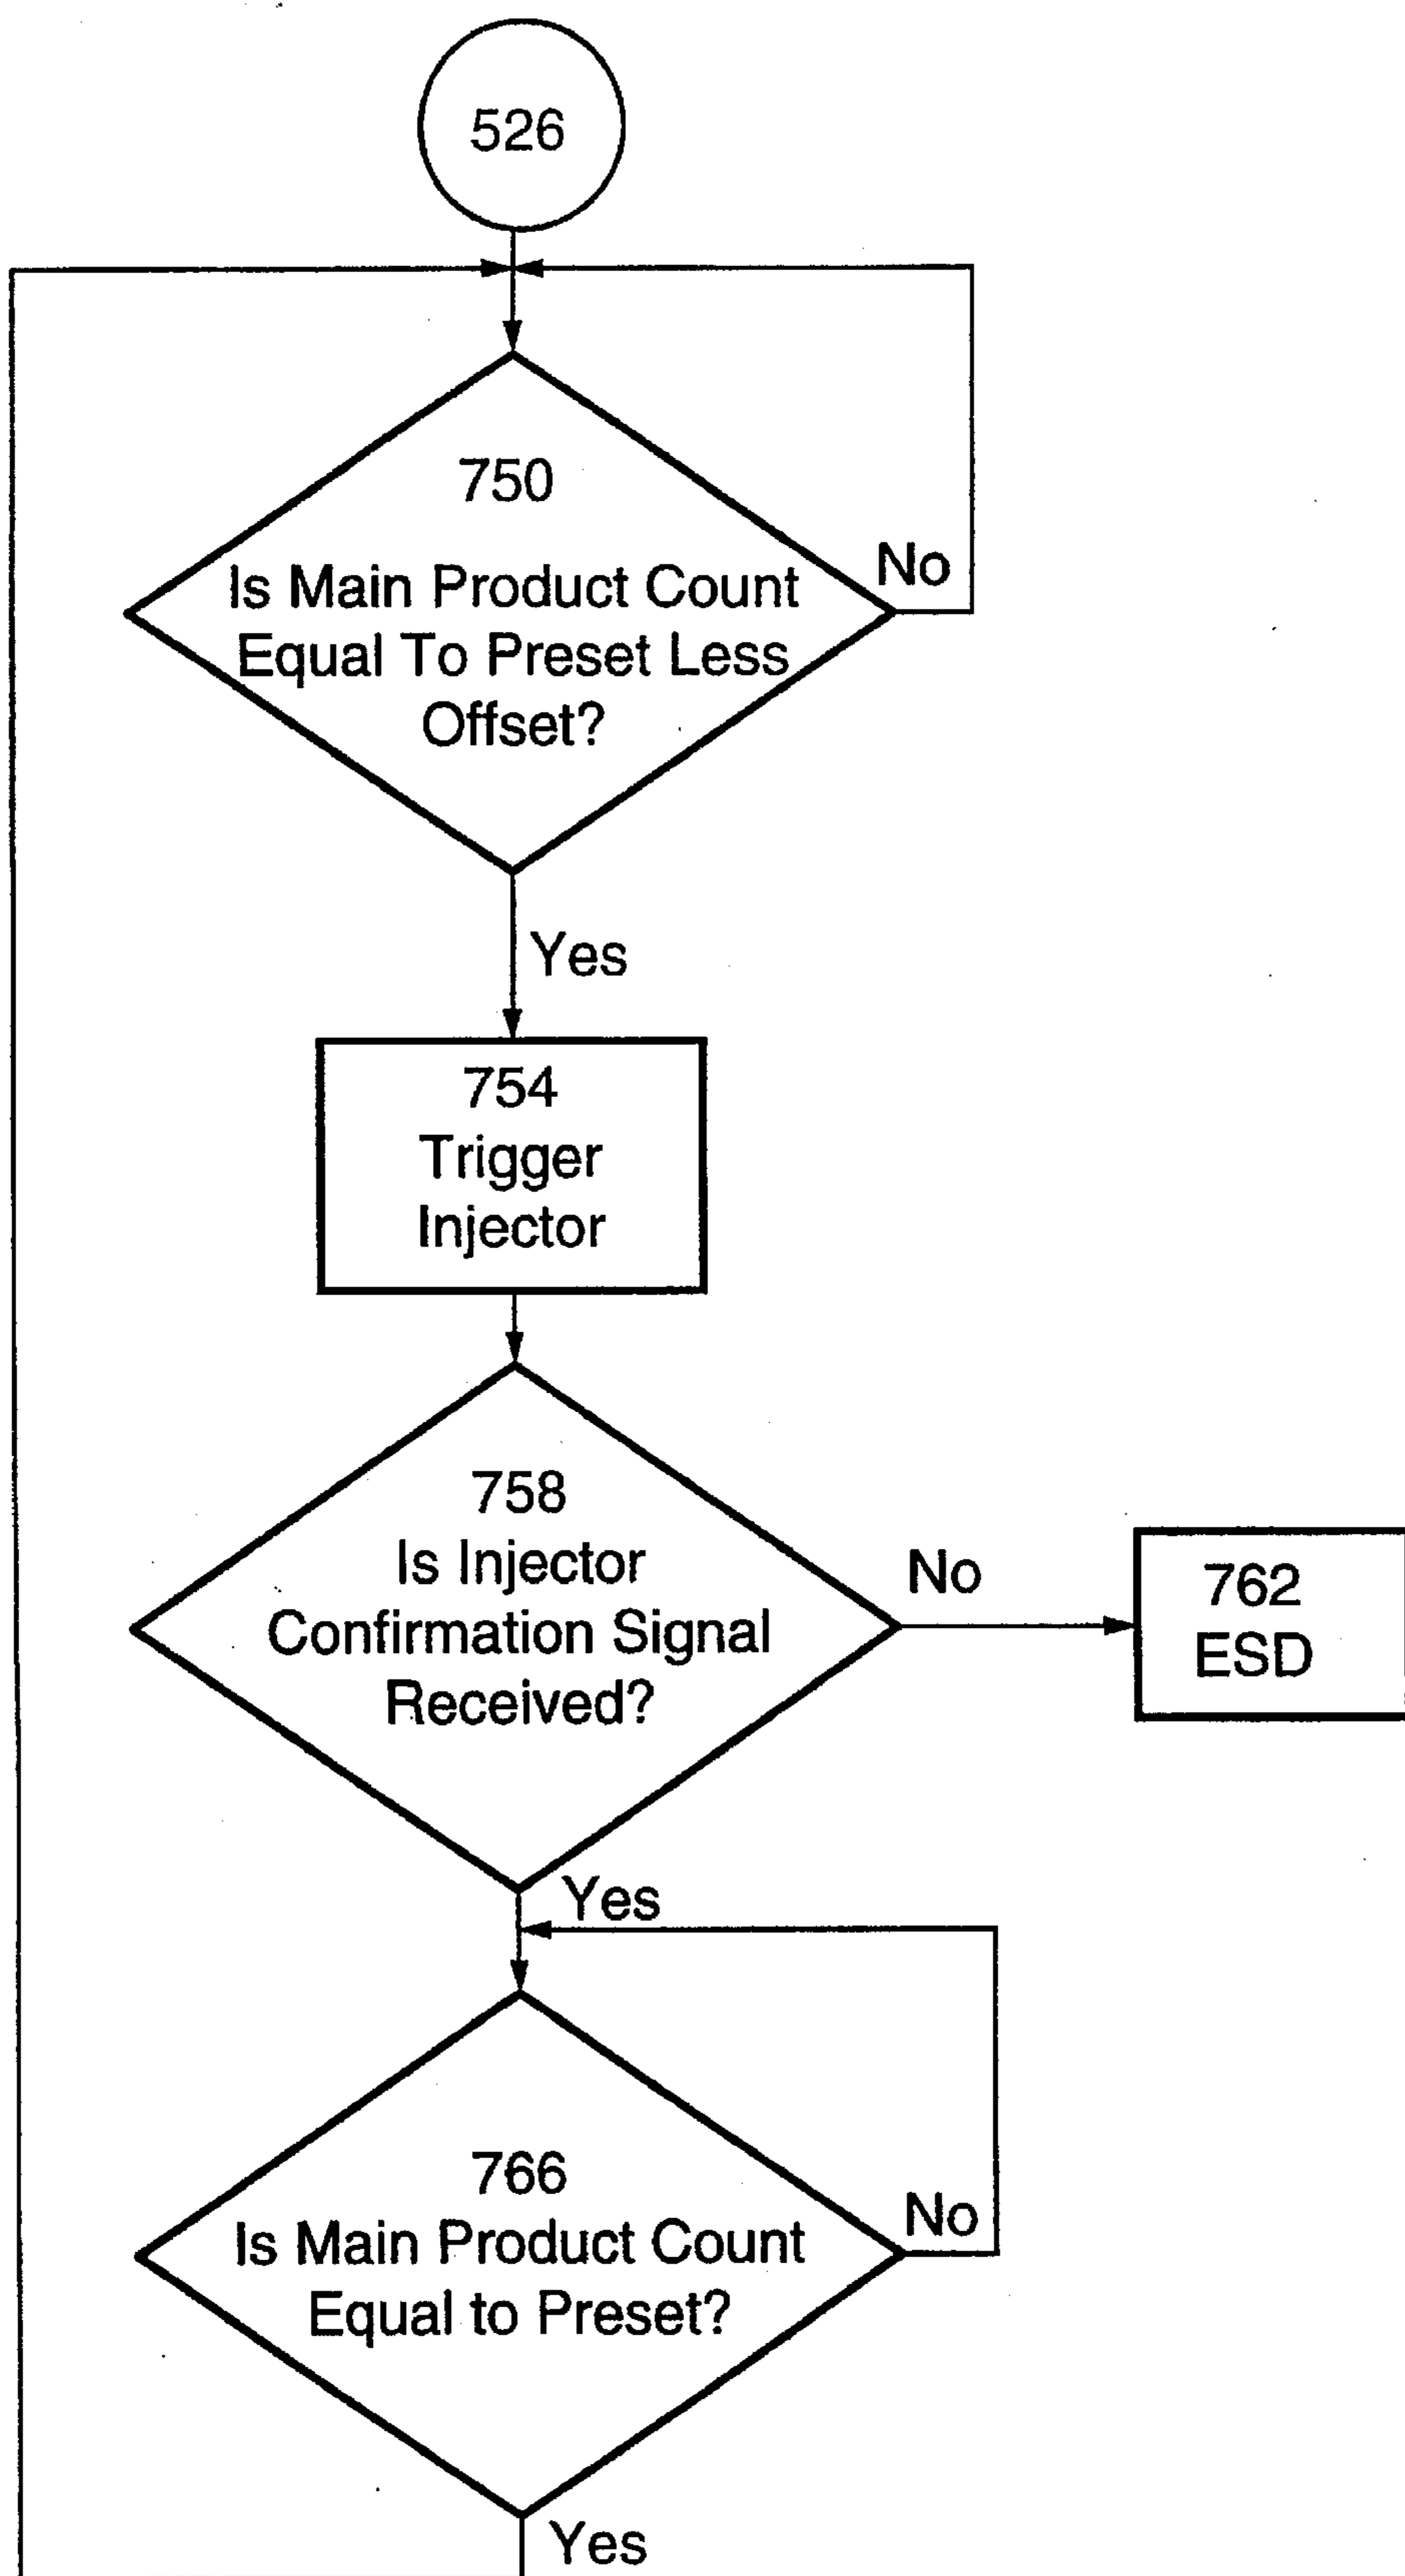 526
750
No
Is Main Product Count
Equal To Preset Less
Offset?
Yes
754
Trigger
Injector
758
Is Injector
Confirmation Signal
Received?
No
762
ESD
Yes
766
No
Is Main Product Count
Equal to Preset?
Yes